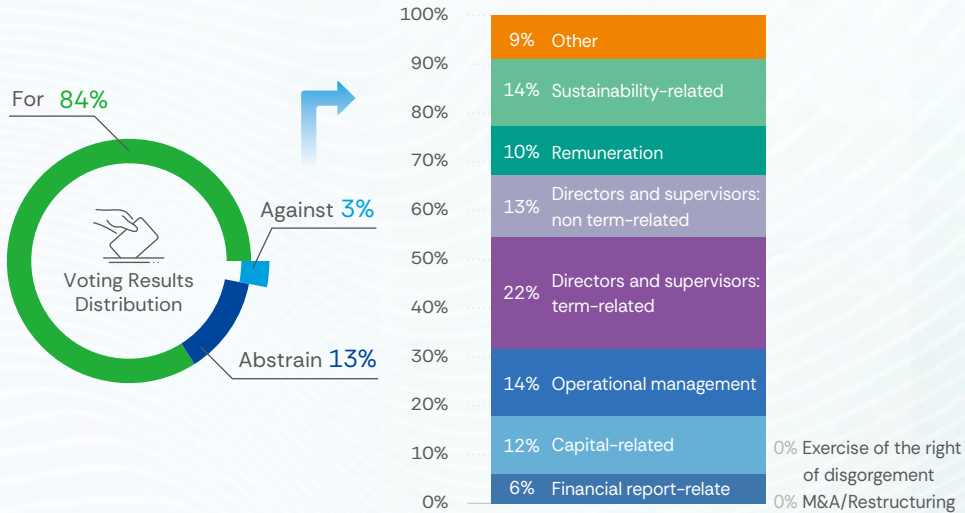 For 84%
Against 3%
Abstrain 13%
Voting Results
Distribution
100%
90%
80%
70%
60%
50%
40%
30%
20%
10%
0%
9% Other
14% Sustainability-related
10% Remuneration
13% Directors and supervisors:
non term-related
22% Directors and supervisors:
term-related
14% Operational management
12% Capital-related
6% Financial report-relate
0% Exercise of the right
of disgorgement
0% M&A/Restructuring